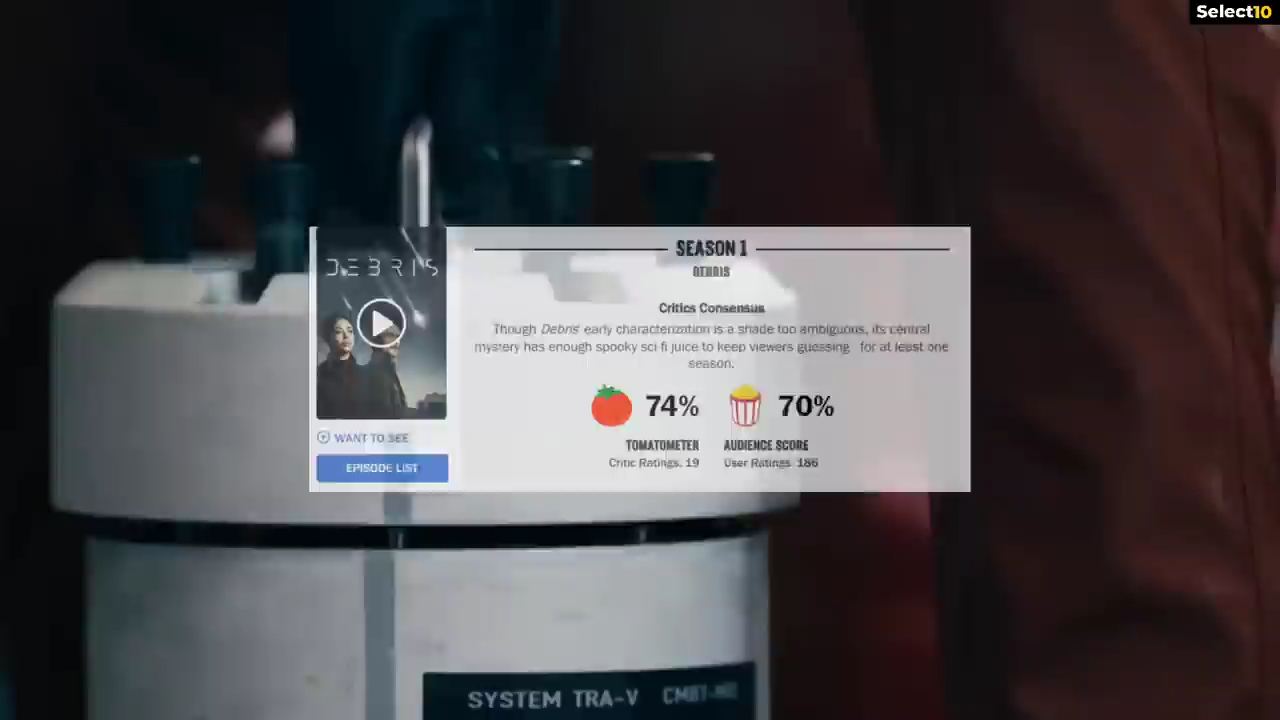 Select10
SEASON 1
DEBRIS
DEBRIS
Critics Consensus
Though Debris' early characterization is a shade too ambiguous, its central
mystery has enough spooky sci fi juice to keep viewers guessing for at least one
season.
74%
70%
WANT TO SEE
TOMATOMETER
AUDIENCE SCORE
Critic Ratings: 19
User Ratings: 186
EPISODE LIST
SYSTEM TRA-V